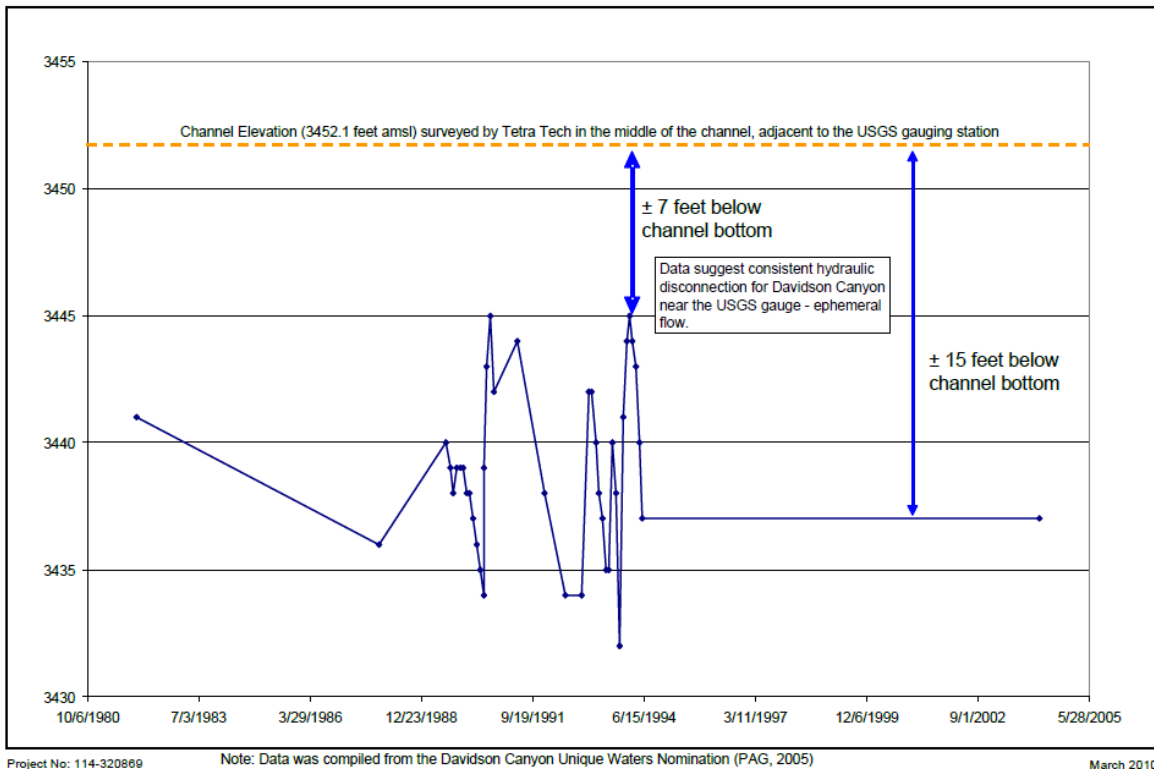 3455
Channel Elevation (3452.1 feet amsl) surveyed by Tetra Tech in the middle of the channel, adjacent to the USGS gauging station
3450
± 7 feet below
channel bottom
Data suggest consistent hydraulic
disconnection for Davidson Canyon
near the USGS gauge - ephemeral
flow.
3445
± 15 feet below
channel bottom
3440
3435
3430
10/6/1980 7/3/1983 3/29/1986 12/23/1988 9/19/1991 6/15/1994 3/11/1997 12/6/1999 9/1/2002 5/28/2005
Project No: 114-320869 Note: Data was compiled from the Davidson Canyon Unique Waters Nomination (PAG, 2005) March 2010